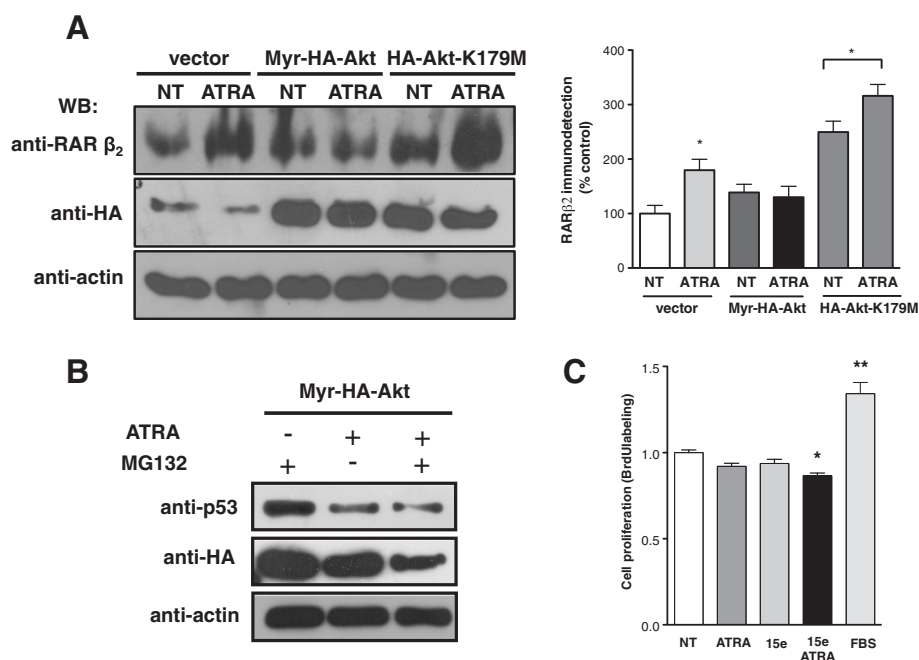 A
vector Myr-HA-Akt HA-Akt-K179M
NT ATRA NT ATRA NT ATRA
WB:
anti-RAR β₂
anti-HA
anti-actin
RARβ2 immunodetection
(% control)
400
300
200
100
0
*
*
NT ATRA NT ATRA NT ATRA
vector Myr-HA-Akt HA-Akt-K179M
B
Myr-HA-Akt
ATRA - + +
MG132 + - +
anti-p53
anti-HA
anti-actin
C
Cell proliferation (BrdUlabeling)
1.5
1.0
0.5
0.0
*
**
NT ATRA 15e 15e ATRA FBS